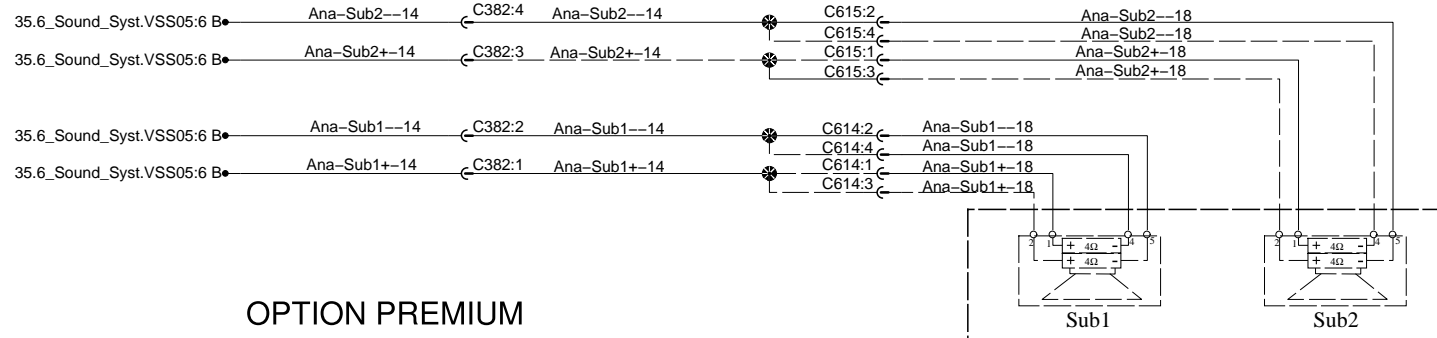 35.6_Sound_Syst.VSS05:6 B Ana-Sub2--14 C382:4 Ana-Sub2--14 C615:2 Ana-Sub2--18
C615:4 Ana-Sub2--18
35.6_Sound_Syst.VSS05:6 B Ana-Sub2+-14 C382:3 Ana-Sub2+-14 C615:1 Ana-Sub2+-18
C615:3 Ana-Sub2+-18
35.6_Sound_Syst.VSS05:6 B Ana-Sub1--14 C382:2 Ana-Sub1--14 C614:2 Ana-Sub1--18
C614:4 Ana-Sub1--18
35.6_Sound_Syst.VSS05:6 B Ana-Sub1+-14 C382:1 Ana-Sub1+-14 C614:1 Ana-Sub1+-18
C614:3 Ana-Sub1+-18
2 1 4 5 2 1 4 5
+ 4Ω - + 4Ω -
+ 4Ω - + 4Ω -
OPTION PREMIUM
Sub1 Sub2